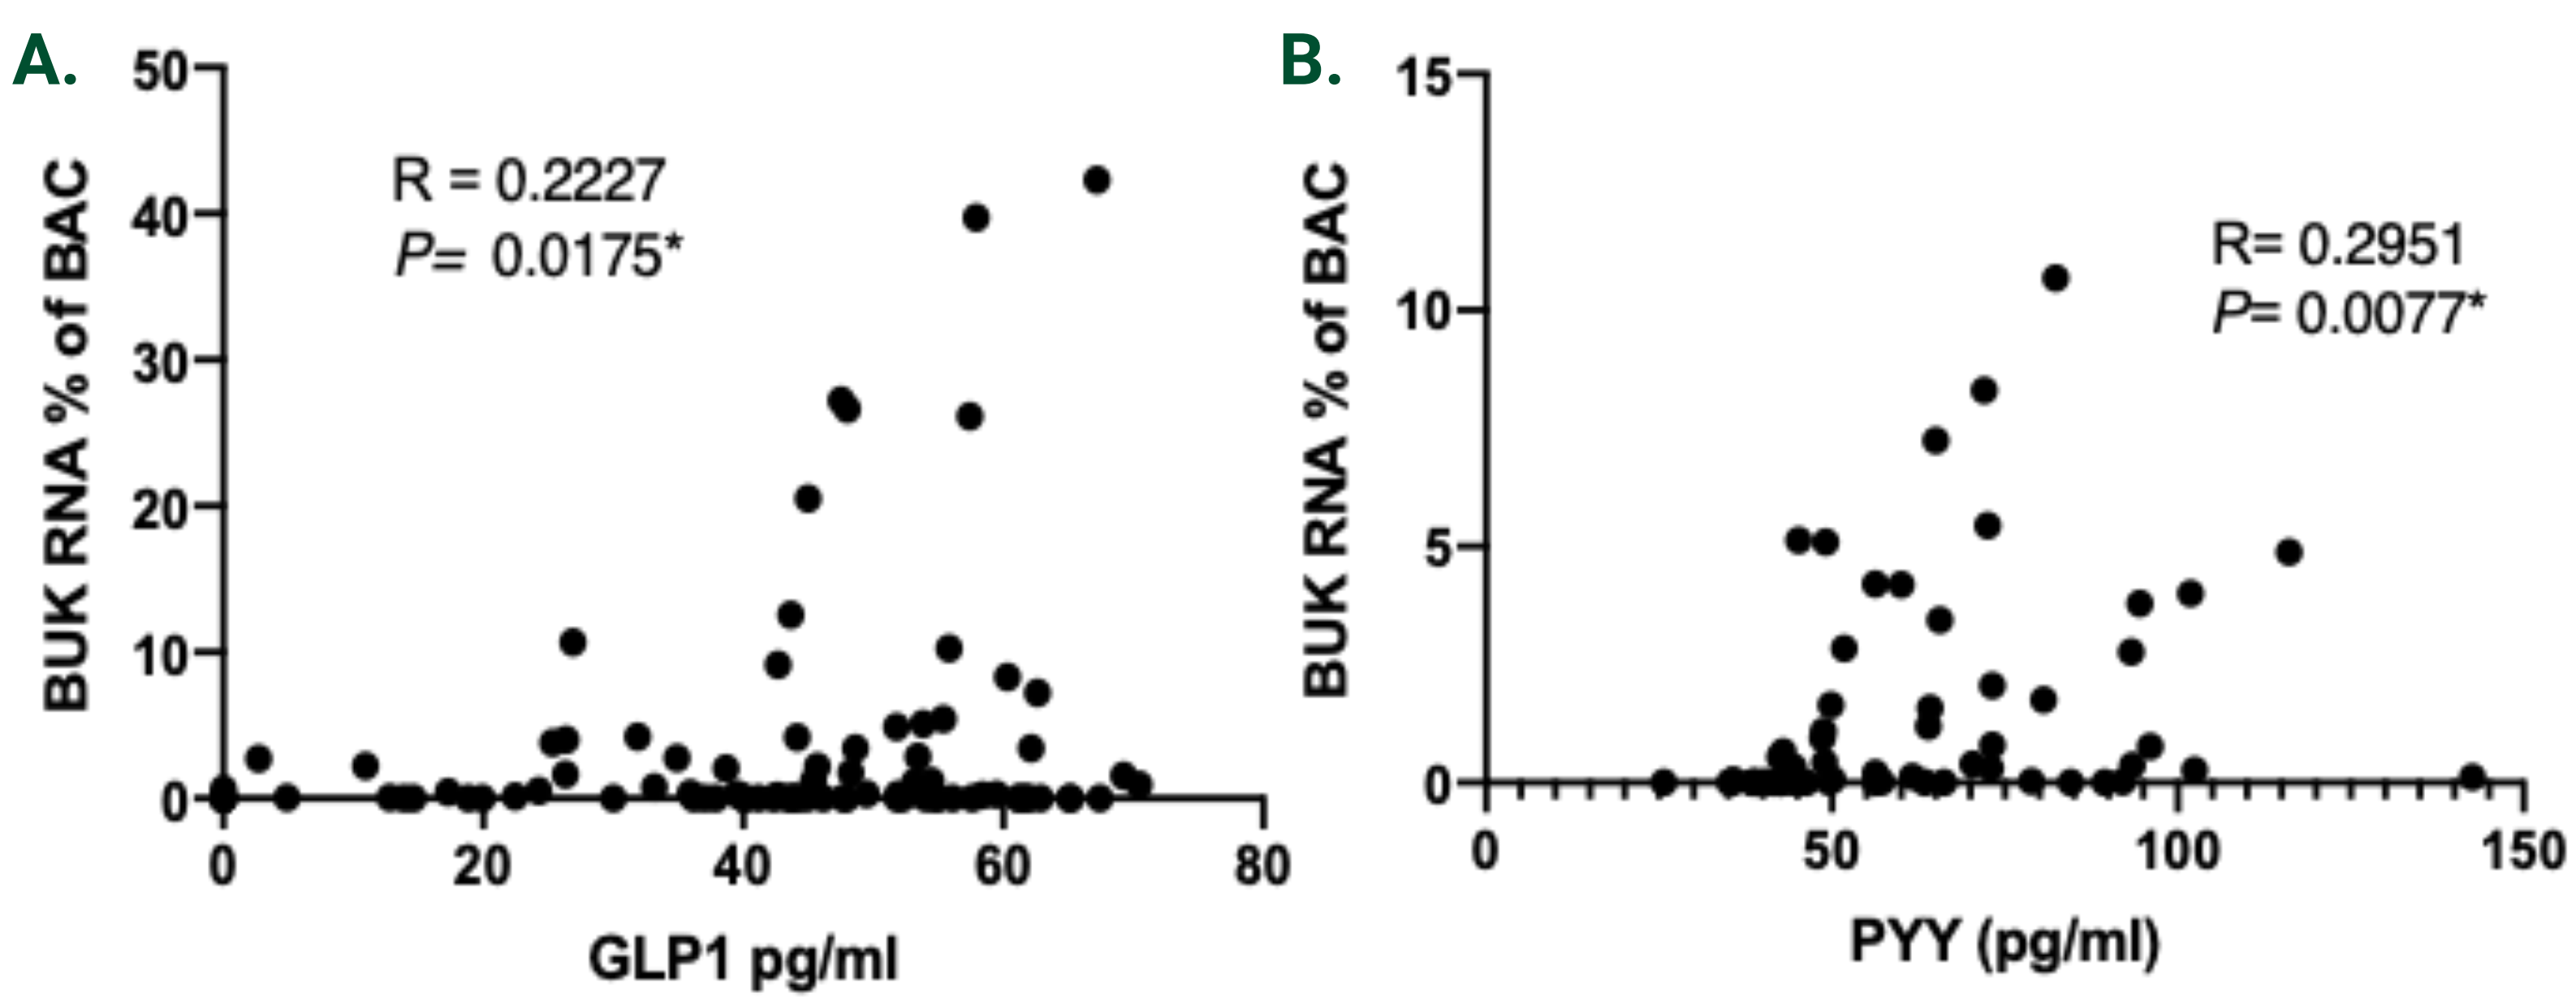 A.
50
40
30
20
10
0
BUK RNA % of BAC
R = 0.2227
P= 0.0175*
0 20 40 60 80
GLP1 pg/ml
B.
15
10
5
0
BUK RNA % of BAC
R= 0.2951
P= 0.0077*
0 50 100 150
PYY (pg/ml)